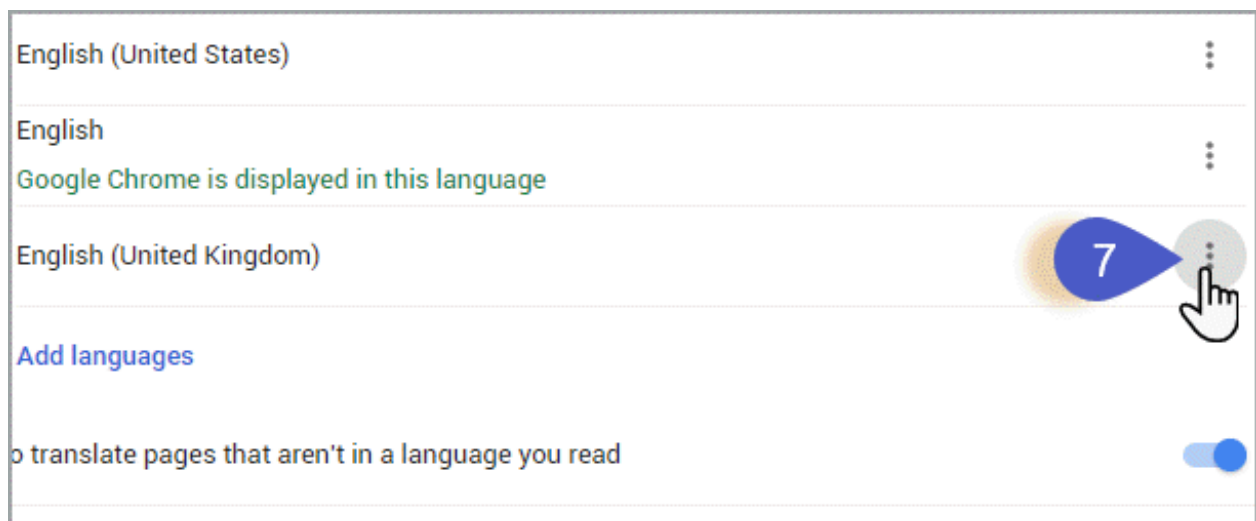 English (United States)
English
Google Chrome is displayed in this language
English (United Kingdom)
7
Add languages
o translate pages that aren't in a language you read